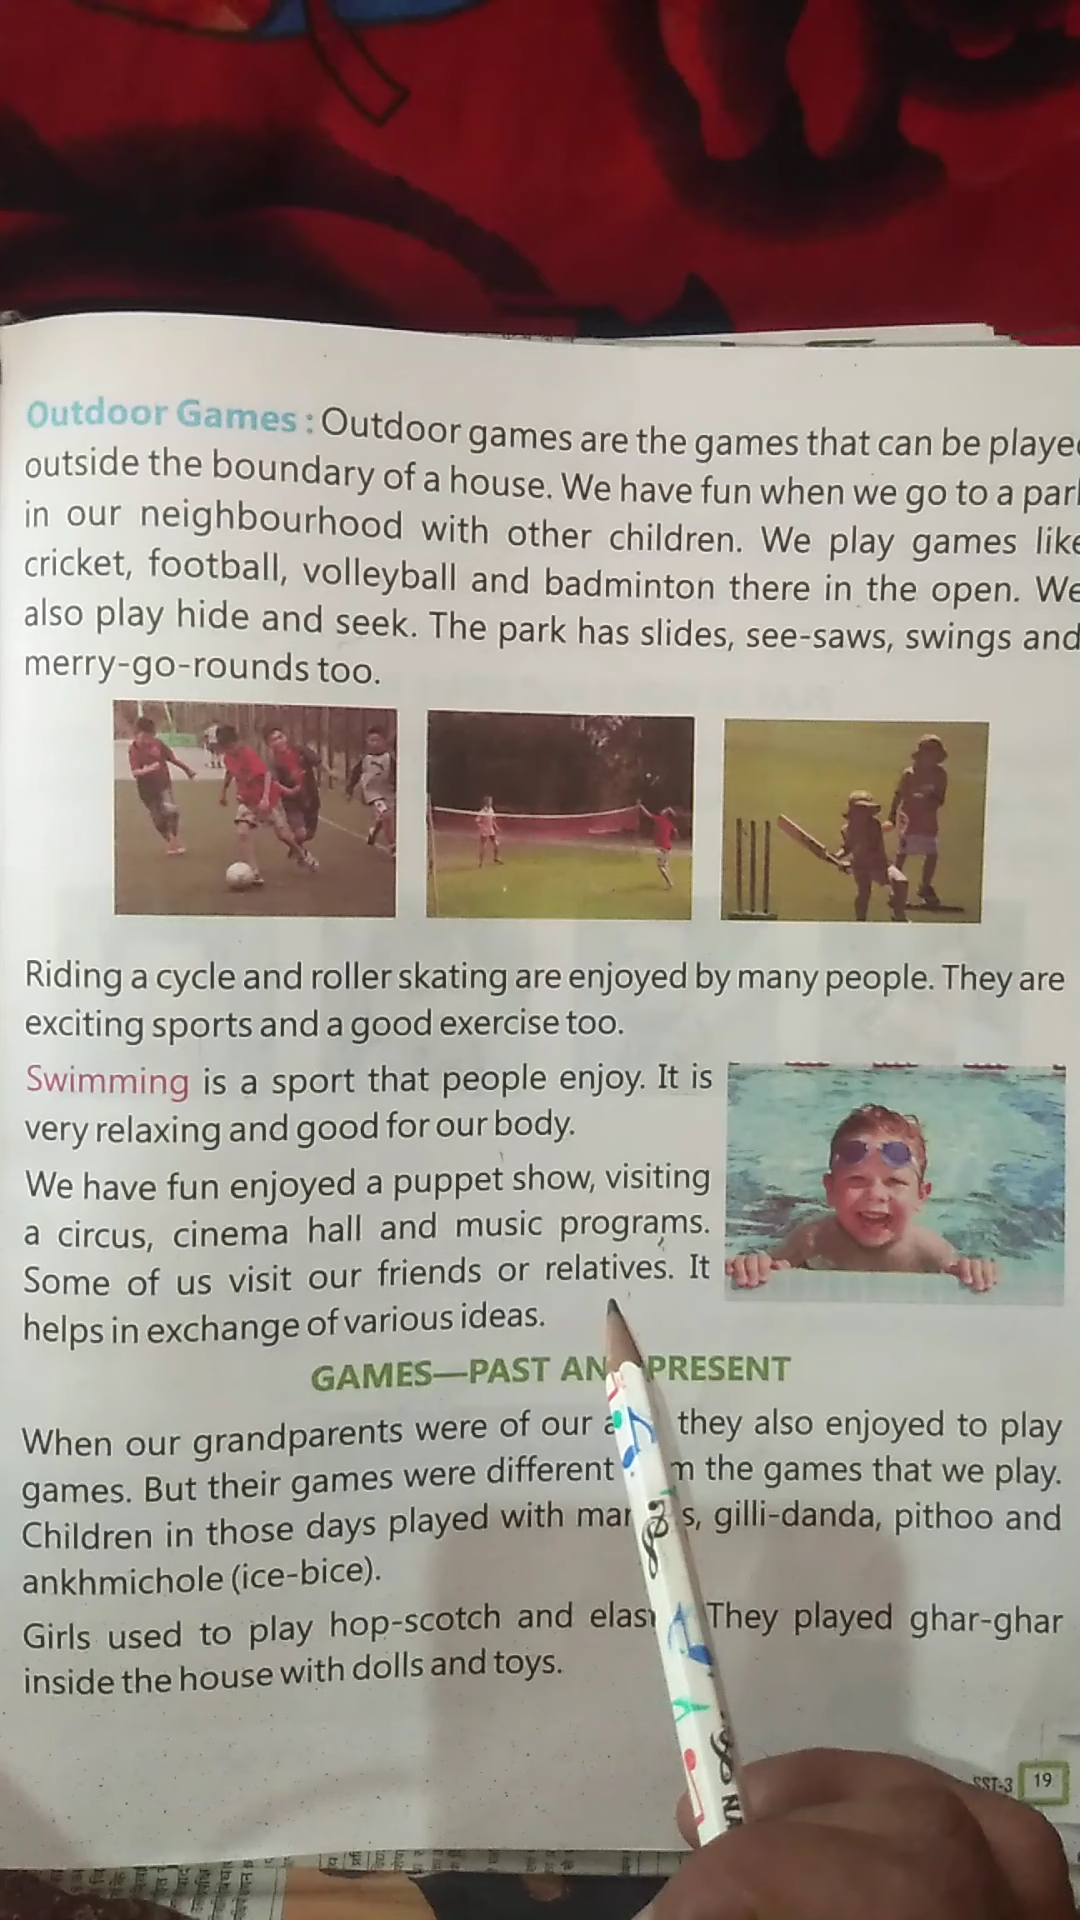 Outdoor Games : Outdoor games are the games that can be
outside the boundary of a house. We have fun when we go to a
in our neighbourhood with other children. We play games like
cricket, football, volleyball and badminton there in the open. We
also play hide and seek. The park has slides, see-saws, swings and
merry-go-rounds too.
Riding a cycle and roller skating are enjoyed by many people. They are
exciting sports and a good exercise too.
Swimming is a sport that people enjoy. It is
very relaxing and good for our body.
We have fun enjoyed a puppet show, visiting
a circus, cinema hall and music programs.
Some of us visit our friends or relatives. It
helps in exchange of various ideas.
GAMES—PAST PRESENT
When our grandparents were of our they also enjoyed to play
games. But their games were different the games that we play.
Children in those days played with gilli-danda, pithoo and
ankhmichole (ice-bice).
Girls used to play hop-scotch and They played ghar-ghar
inside the house with dolls and toys.
SST-3 19